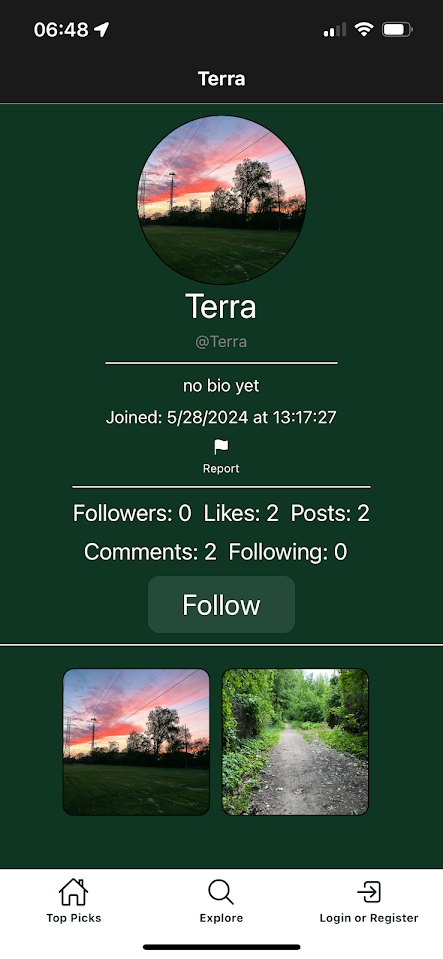 06:48
Terra
Terra
@Terra
no bio yet
Joined: 5/28/2024 at 13:17:27
Report
Followers: 0 Likes: 2 Posts: 2
Comments: 2 Following: 0
Follow
Top Picks Explore Login or Register